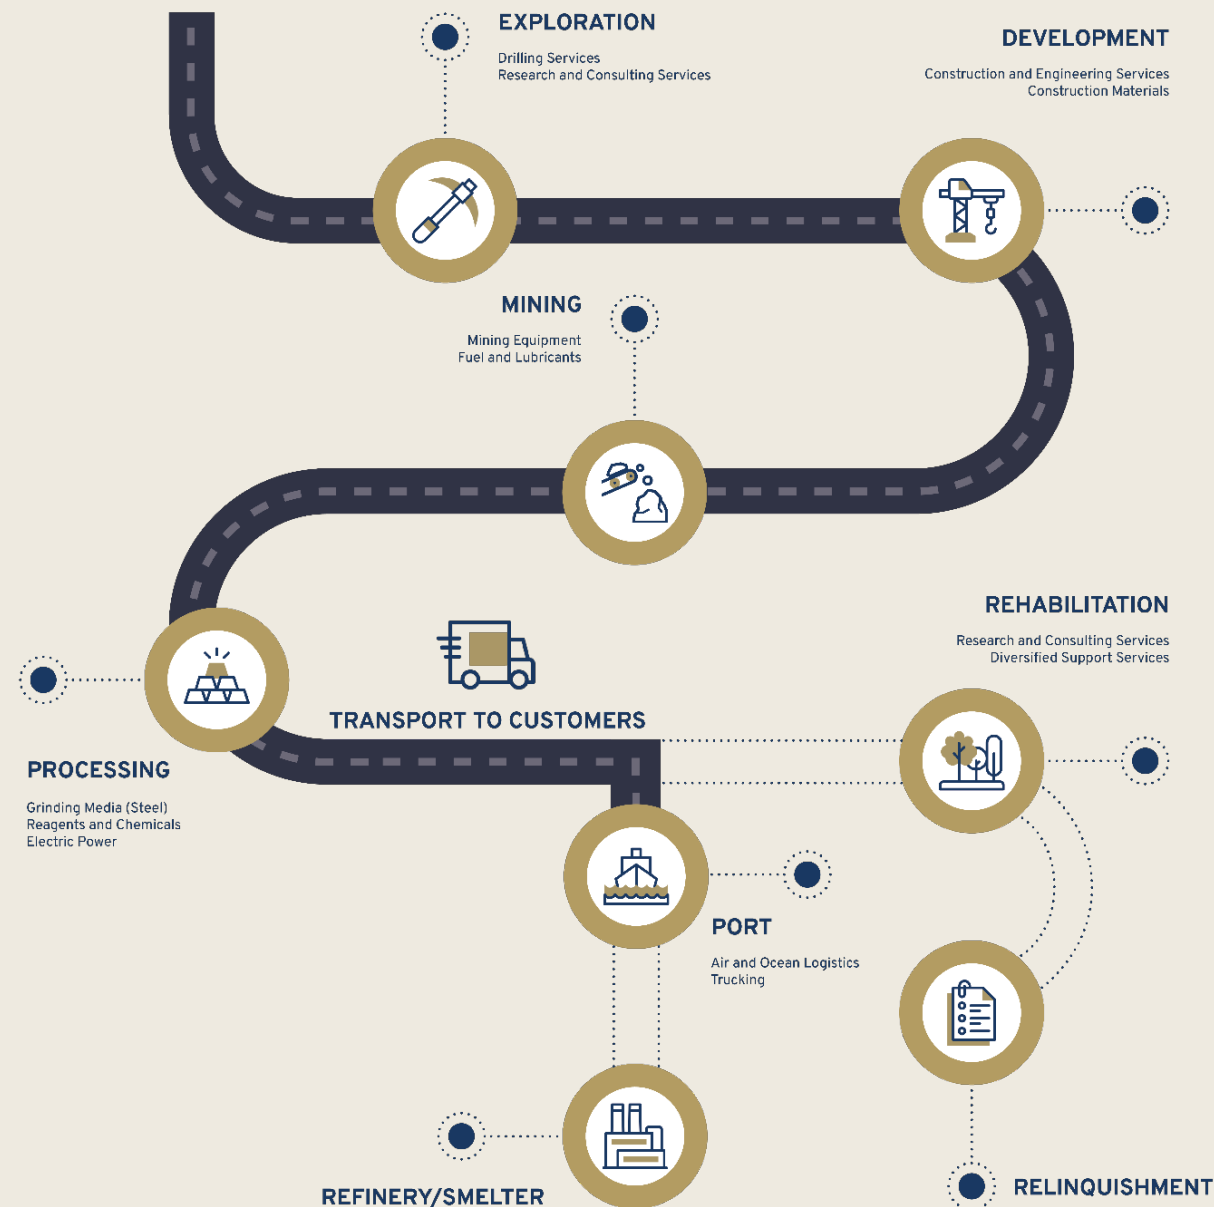 EXPLORATION
Drilling Services
Research and Consulting Services
DEVELOPMENT
Construction and Engineering Services
Construction Materials
MINING
Mining Equipment
Fuel and Lubricants
REHABILITATION
Research and Consulting Services
Diversified Support Services
TRANSPORT TO CUSTOMERS
PROCESSING
Grinding Media (Steel)
Reagents and Chemicals
Electric Power
PORT
Air and Ocean Logistics
Trucking
REFINERY/SMELTER
RELINQUISHMENT